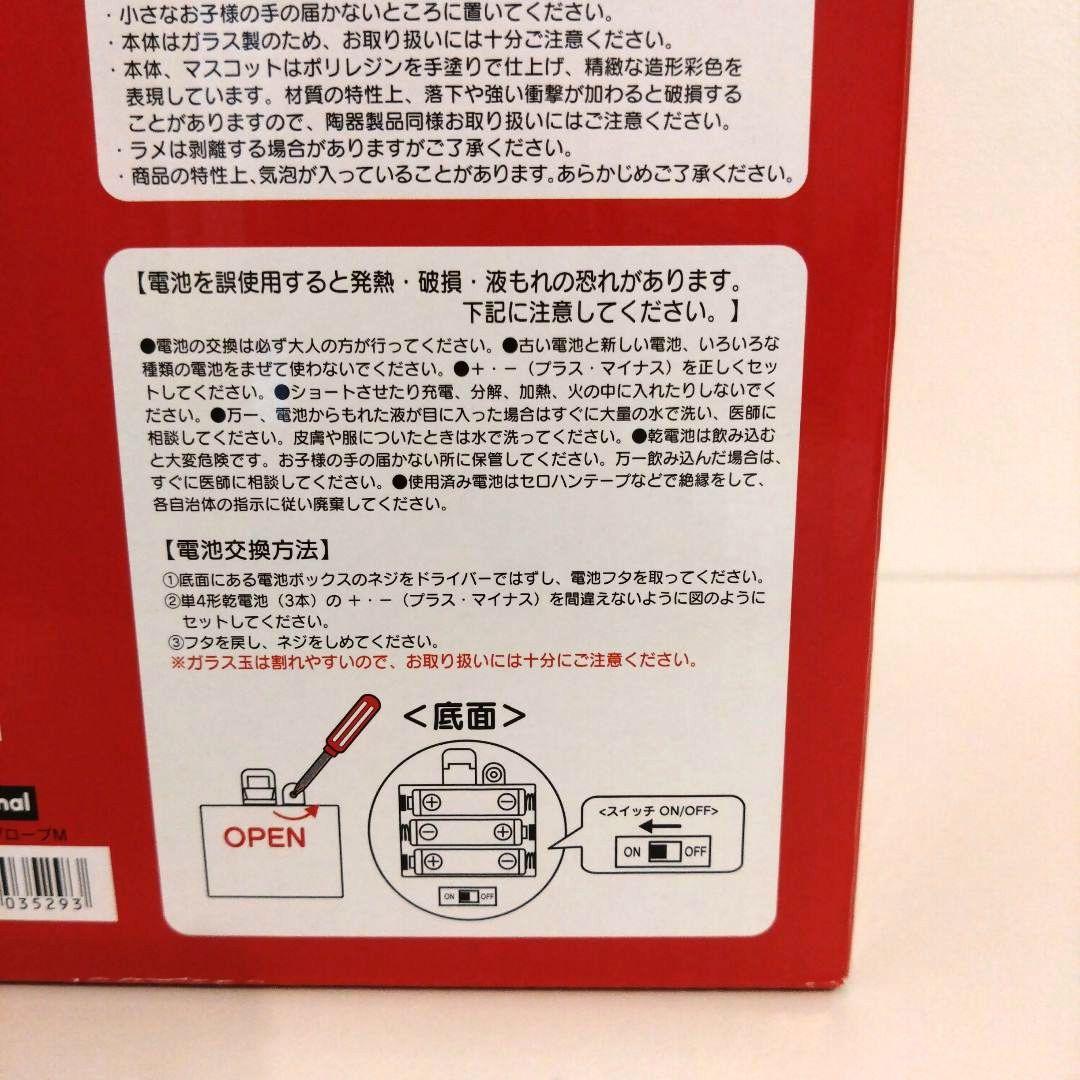 ・小さなお子様の手の届かないところに置いてください。
・本体はガラス製のため、お取り扱いには十分ご注意ください。
・本体、マスコットはポリレジンを手塗りで仕上げ、精緻な造形彩色を
表現しています。材質の特性上、落下や強い衝撃が加わると破損する
ことがありますので、陶器製品同様お取り扱いにはご注意ください。
・ラメは剥離する場合がありますがご了承ください。
・商品の特性上、気泡が入っていることがあります。あらかじめご了承ください。
【電池を誤使用すると発熱・破損・液もれの恐れがあります。
下記に注意してください。】
●電池の交換は必ず大人の方が行ってください。●古い電池と新しい電池、いろいろな
種類の電池をまぜて使わないでください。●＋・－（プラス・マイナス）を正しくセッ
トしてください。●ショートさせたり充電、分解、加熱、火の中に入れたりしないでく
ださい。●万一、電池からもれた液が目に入った場合はすぐに大量の水で洗い、医師に
相談してください。皮膚や服についたときは水で洗ってください。●乾電池は飲み込む
と大変危険です。お子様の手の届かない所に保管してください。万一飲み込んだ場合は、
すぐに医師に相談してください。●使用済み電池はセロハンテープなどで絶縁をして、
各自治体の指示に従い廃棄してください。
【電池交換方法】
①底面にある電池ボックスのネジをドライバーではずし、電池フタを取ってください。
②単4形乾電池（3本）の ＋・－（プラス・マイナス）を間違えないように図のように
セットしてください。
③フタを戻し、ネジをしめてください。
※ガラス玉は割れやすいので、お取り扱いには十分にご注意ください。
＜底面＞
OPEN
＋ －
－ ＋
＋ －
ON OFF
<スイッチ ON/OFF>
ON OFF
nal
ローブM
035293